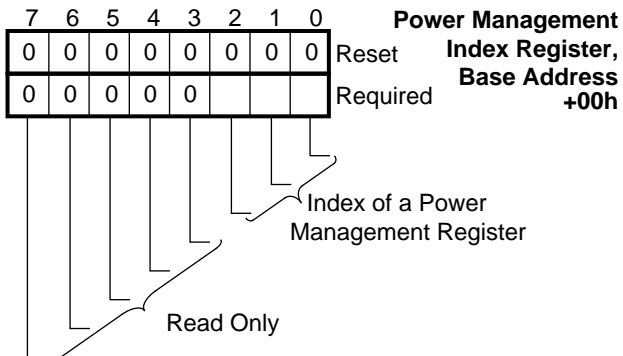 7 6 5 4 3 2 1 0
0 0 0 0 0 0 0 0 Reset
0 0 0 0 0 Required
Power Management
Index Register,
Base Address
+00h
Index of a Power
Management Register
Read Only